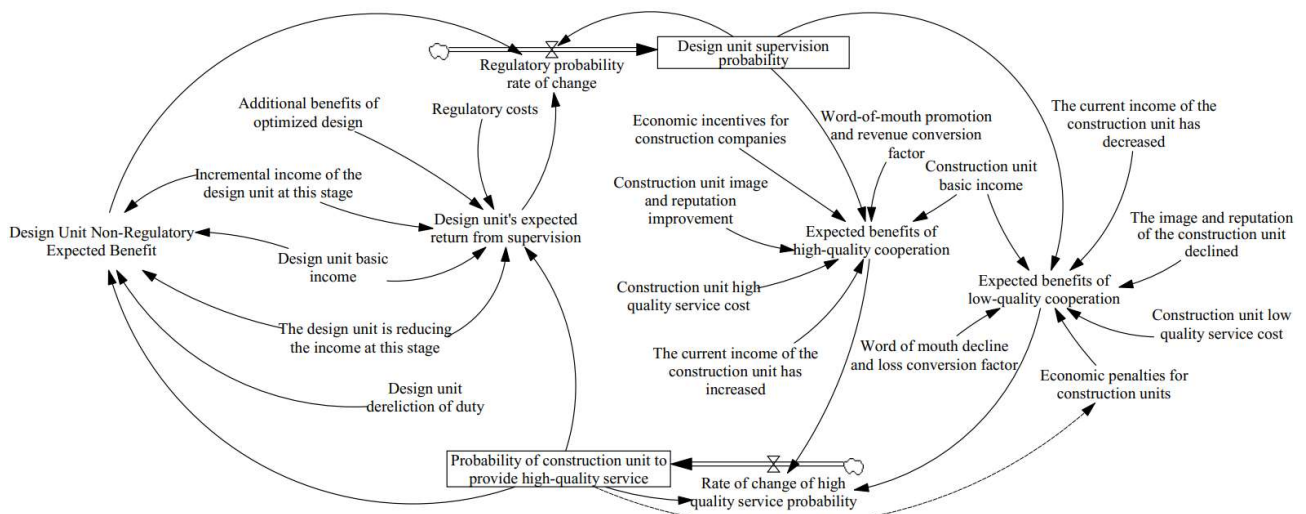 Design unit supervision
probability
Regulatory probability
rate of change
Additional benefits of
optimized design
Regulatory costs
Economic incentives for
construction companies
Word-of-mouth promotion
and revenue conversion
factor
The current income of the
construction unit has
decreased
Incremental income of the
design unit at this stage
Construction unit image
and reputation
improvement
Construction unit
basic income
Design Unit Non-Regulatory
Expected Benefit
Design unit's expected
return from supervision
Expected benefits of
high-quality cooperation
The image and reputation
of the construction unit
declined
Design unit basic
income
Construction unit high
quality service cost
Expected benefits of
low-quality cooperation
The design unit is reducing
the income at this stage
The current income of the
construction unit has
increased
Word of mouth decline
and loss conversion factor
Construction unit low
quality service cost
Economic penalties for
construction units
Design unit
dereliction of duty
Probability of construction unit to
provide high-quality service
Rate of change of high
quality service probability